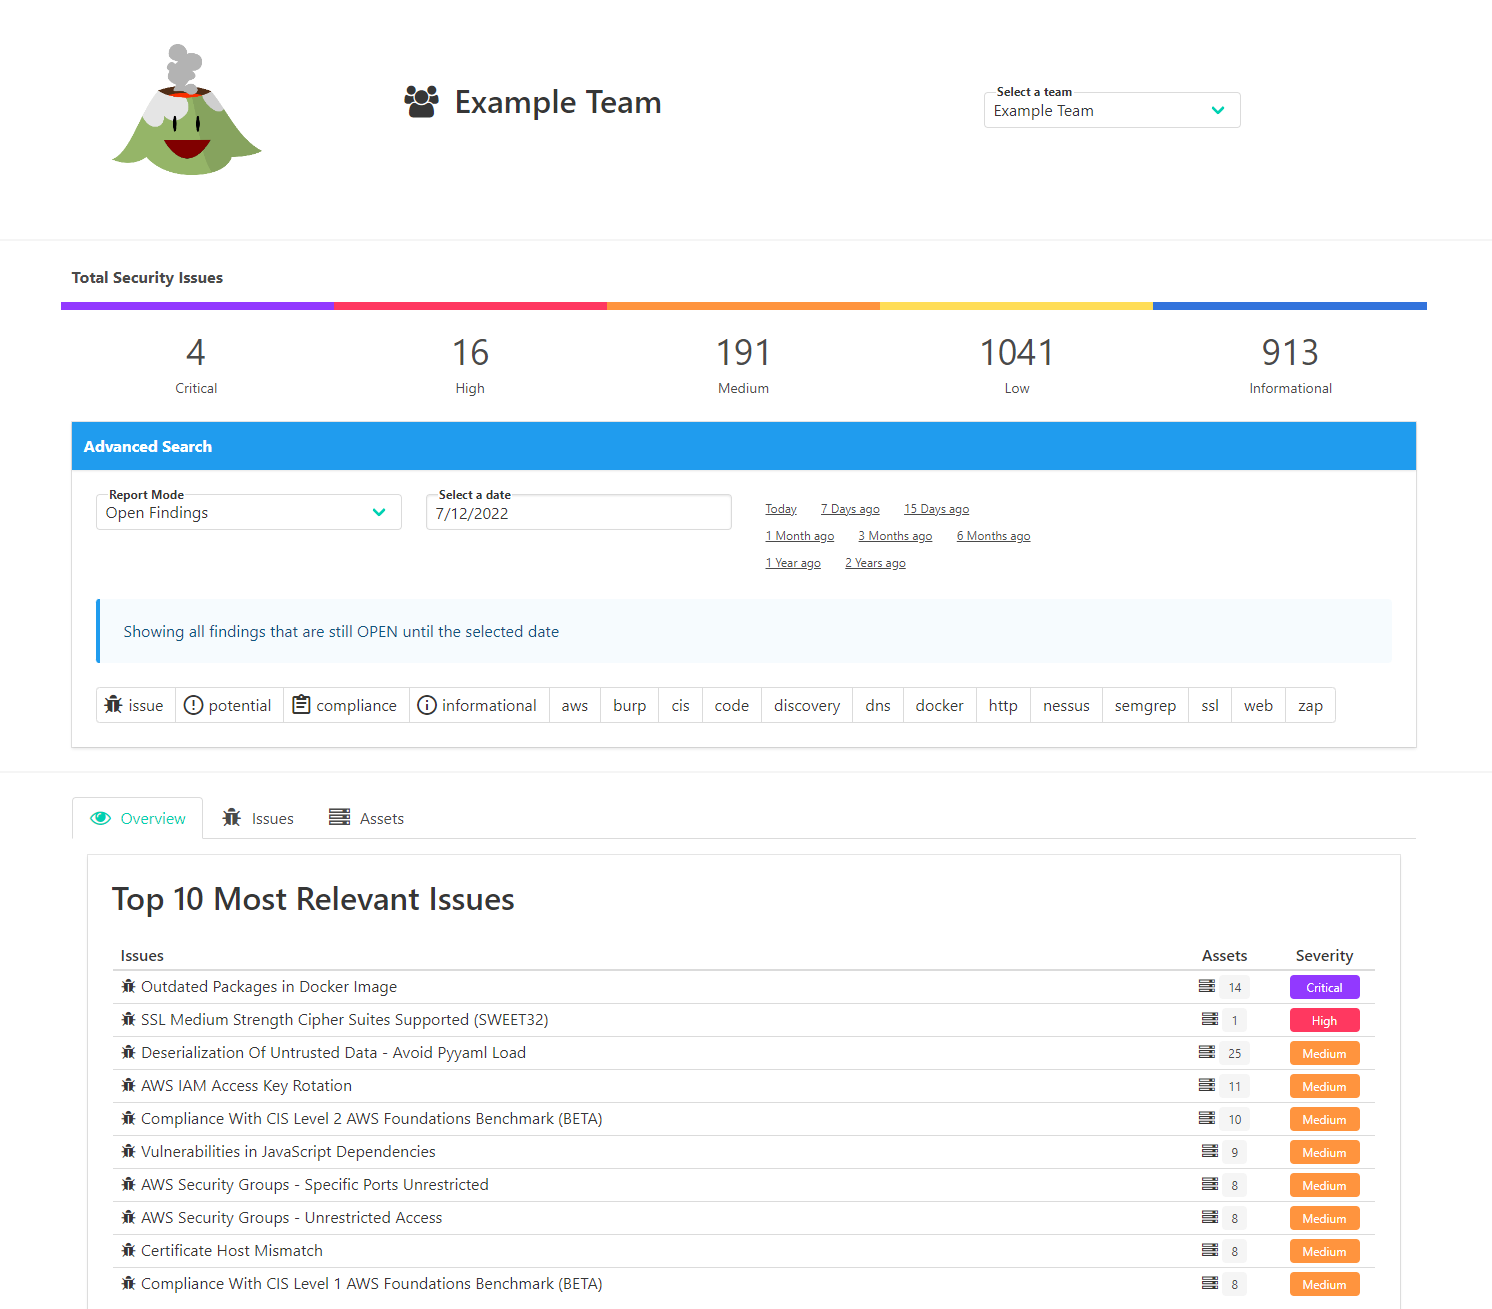 Example Team
Select a team
Example Team
Total Security Issues
4 16 191 1041 913
Critical High Medium Low Informational
Advanced Search
Report Mode Select a date
Open Findings 7/12/2022
Today 7 Days ago 15 Days ago
1 Month ago 3 Months ago 6 Months ago
1 Year ago 2 Years ago
Showing all findings that are still OPEN until the selected date
issue potential compliance informational aws burp cis code discovery dns docker http nessus semgrep ssl web zap
Overview Issues Assets
Top 10 Most Relevant Issues
Issues Assets Severity
Outdated Packages in Docker Image 14 Critical
SSL Medium Strength Cipher Suites Supported (SWEET32) 1 High
Deserialization Of Untrusted Data - Avoid Pyyaml Load 25 Medium
AWS IAM Access Key Rotation 11 Medium
Compliance With CIS Level 2 AWS Foundations Benchmark (BETA) 10 Medium
Vulnerabilities in JavaScript Dependencies 9 Medium
AWS Security Groups - Specific Ports Unrestricted 8 Medium
AWS Security Groups - Unrestricted Access 8 Medium
Certificate Host Mismatch 8 Medium
Compliance With CIS Level 1 AWS Foundations Benchmark (BETA) 8 Medium